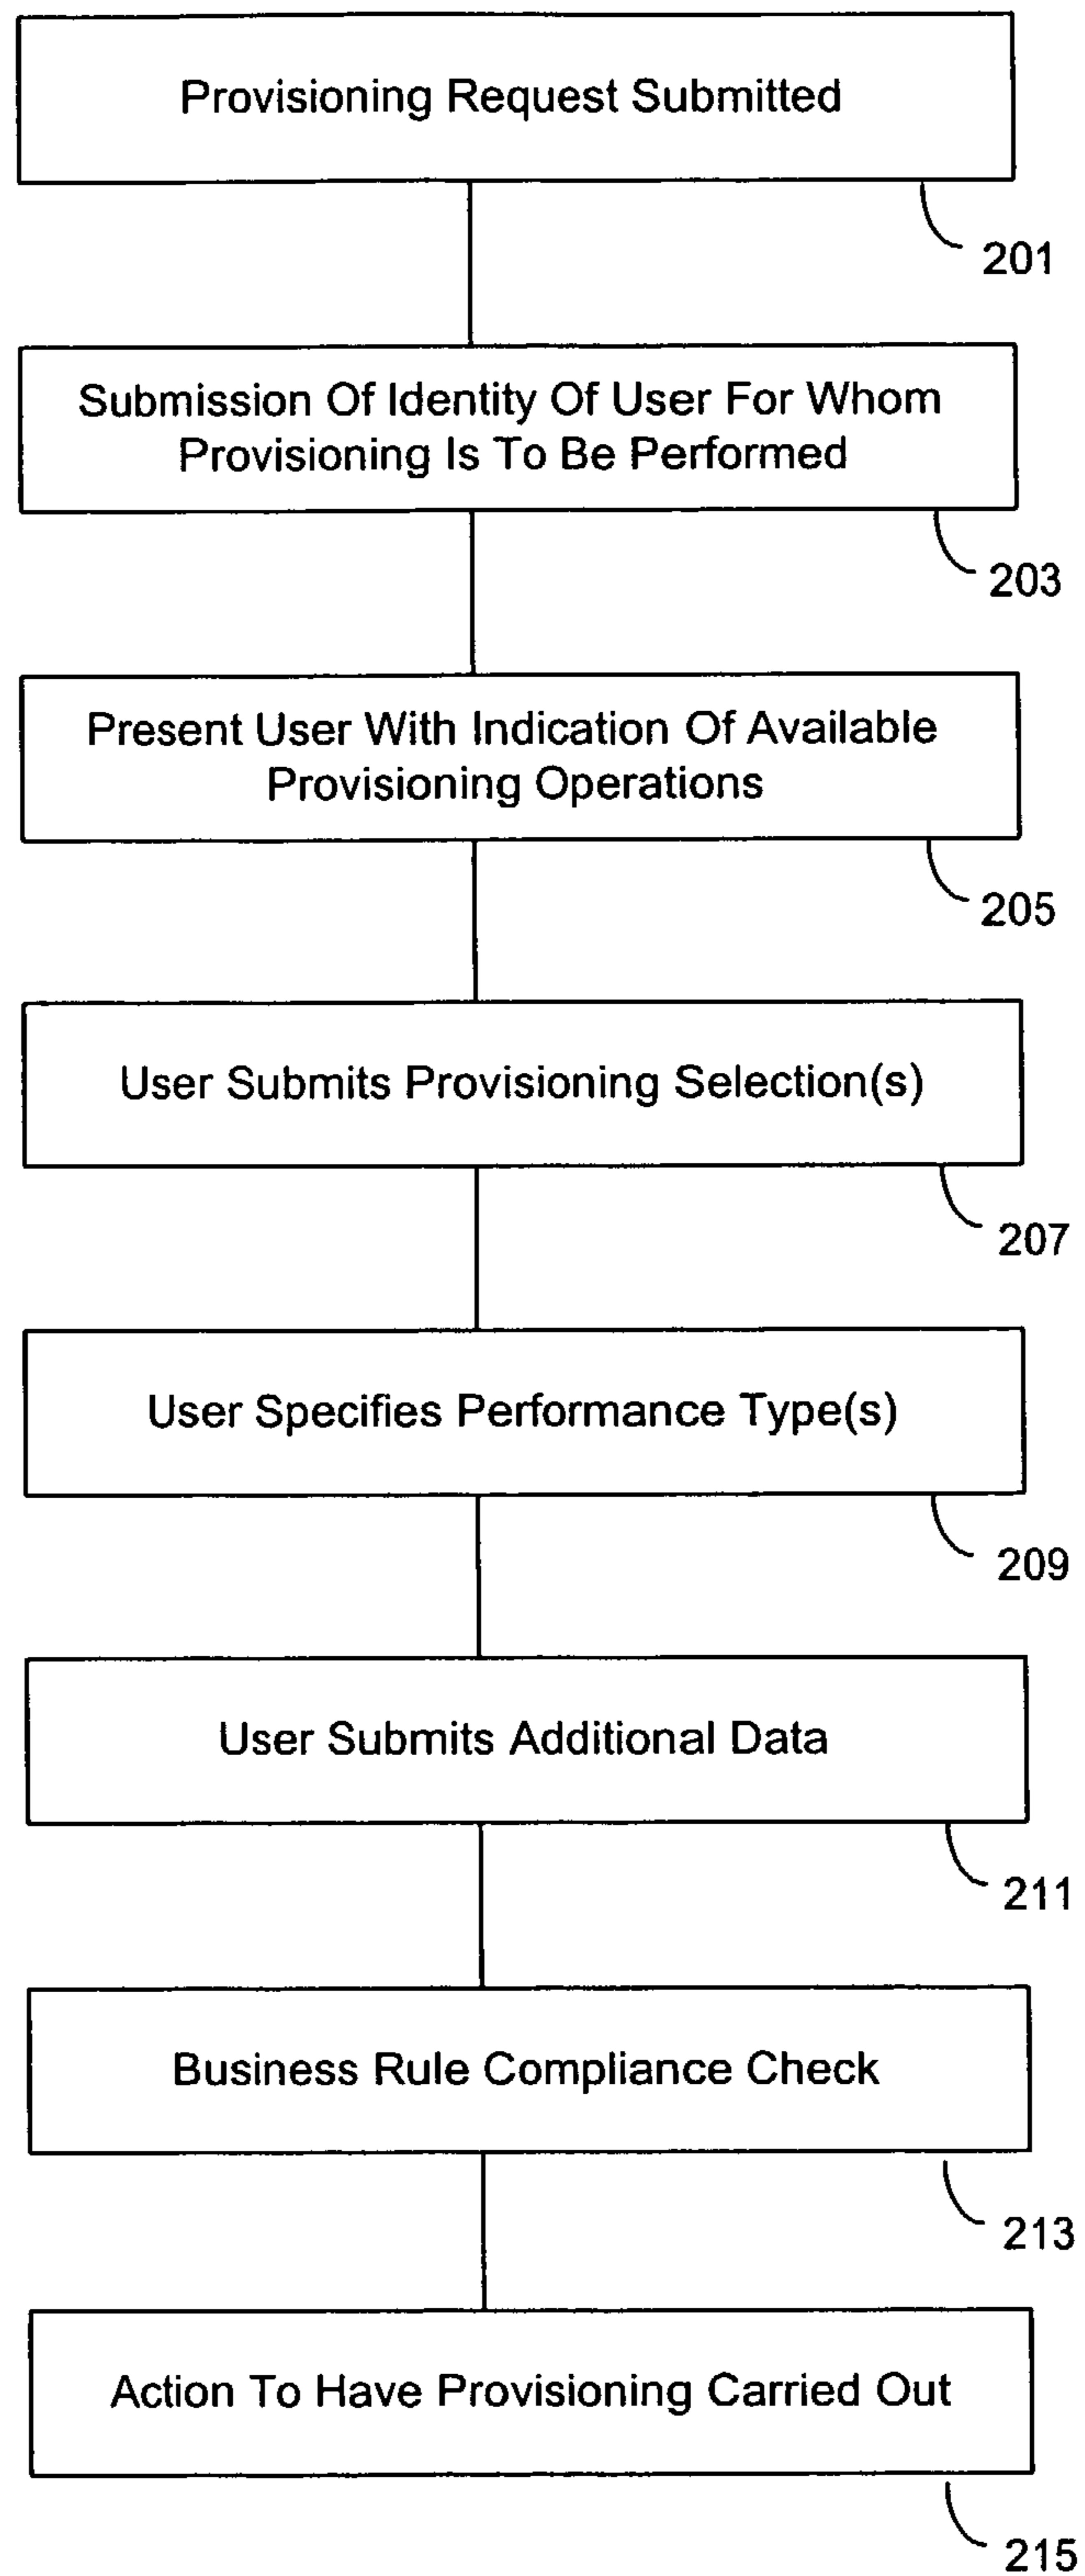 Provisioning Request Submitted
201
Submission Of Identity Of User For Whom
Provisioning Is To Be Performed
203
Present User With Indication Of Available
Provisioning Operations
205
User Submits Provisioning Selection(s)
207
User Specifies Performance Type(s)
209
User Submits Additional Data
211
Business Rule Compliance Check
213
Action To Have Provisioning Carried Out
215